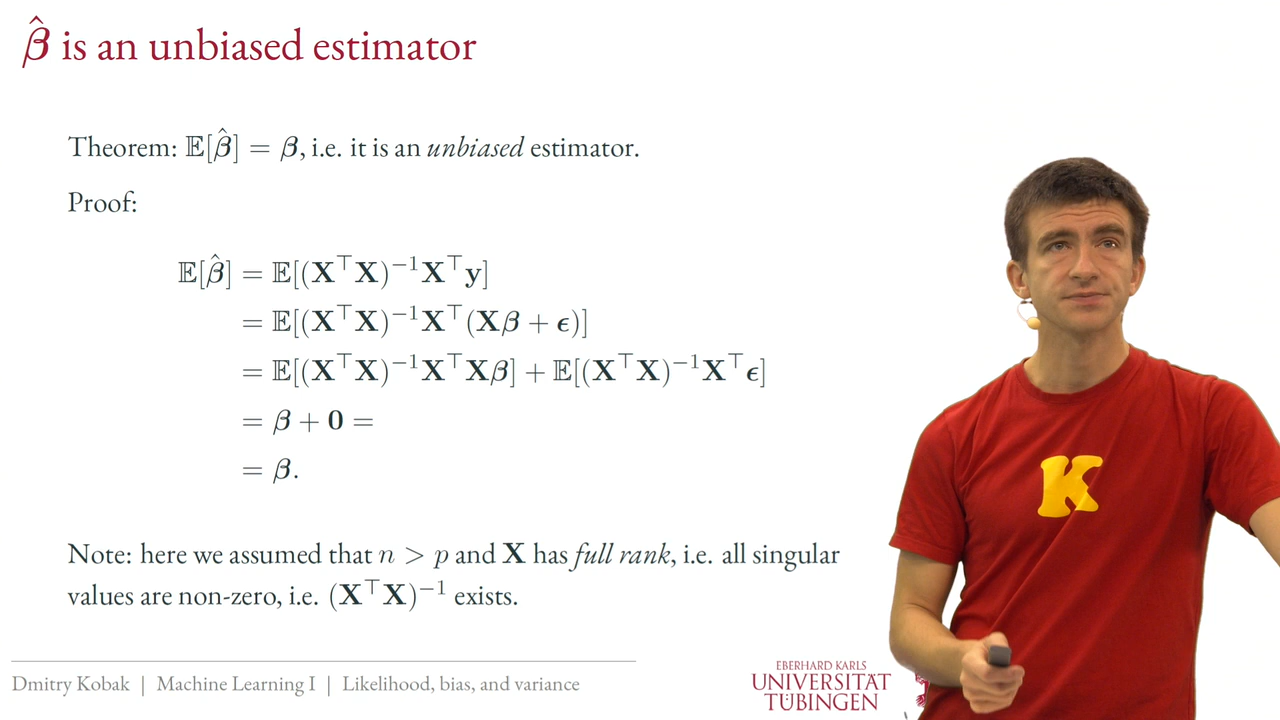 β̂ is an unbiased estimator
Theorem: 𝔼[β̂] = β, i.e. it is an unbiased estimator.
Proof:
𝔼[β̂] = 𝔼[(X⊤X)⁻¹X⊤y]
= 𝔼[(X⊤X)⁻¹X⊤(Xβ + ϵ)]
= 𝔼[(X⊤X)⁻¹X⊤Xβ] + 𝔼[(X⊤X)⁻¹X⊤ϵ]
= β + 0 =
= β.
Note: here we assumed that n > p and X has full rank, i.e. all singular
values are non-zero, i.e. (X⊤X)⁻¹ exists.
K
Dmitry Kobak | Machine Learning I | Likelihood, bias, and variance
EBERHARD KARLS
UNIVERSITÄT
TÜBINGEN